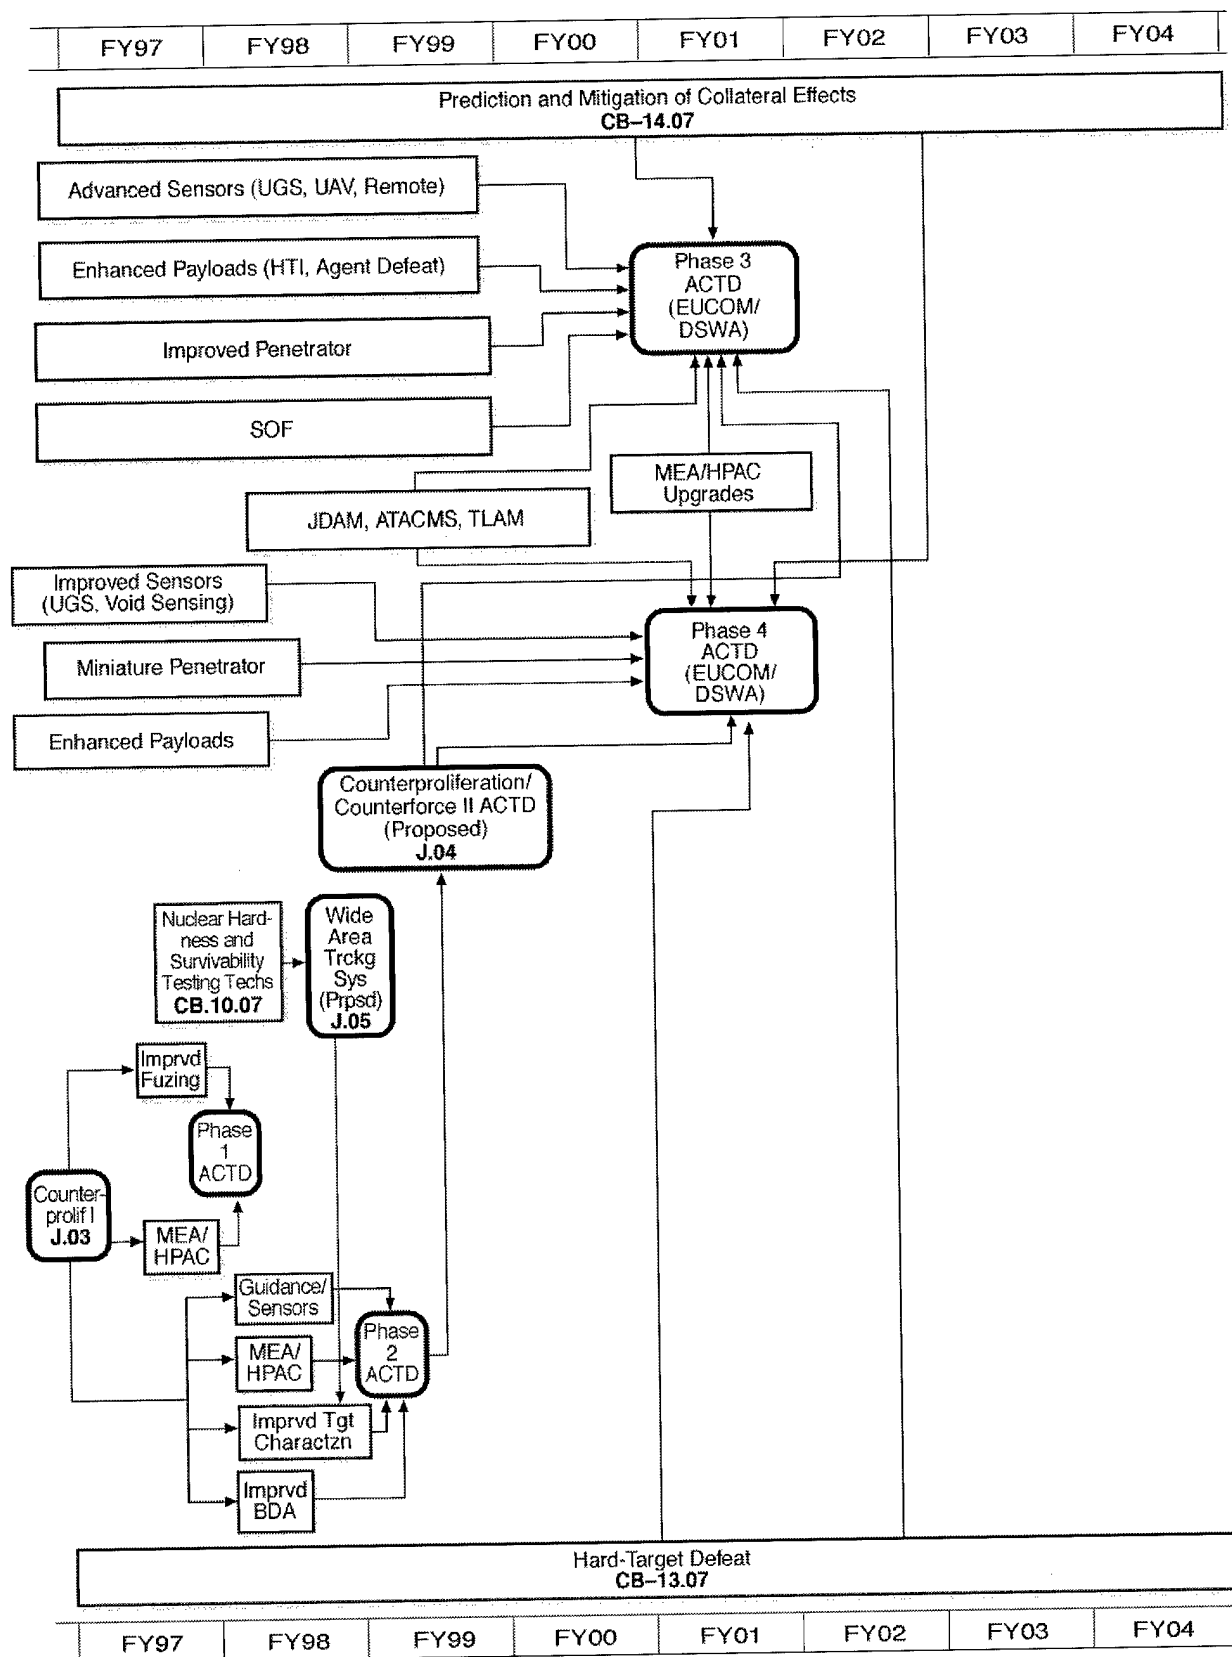 FY97 FY98 FY99 FY00 FY01 FY02 FY03 FY04
Prediction and Mitigation of Collateral Effects
CB–14.07
Advanced Sensors (UGS, UAV, Remote)
Enhanced Payloads (HTI, Agent Defeat)
Improved Penetrator
SOF
Phase 3
ACTD
(EUCOM/
DSWA)
MEA/HPAC
Upgrades
JDAM, ATACMS, TLAM
Improved Sensors
(UGS, Void Sensing)
Miniature Penetrator
Enhanced Payloads
Phase 4
ACTD
(EUCOM/
DSWA)
Counterproliferation/
Counterforce II ACTD
(Proposed)
J.04
Nuclear Hard-
ness and
Survivability
Testing Techs
CB.10.07
Wide
Area
Trckg
Sys
(Prpsd)
J.05
Imprvd
Fuzing
Phase
1
ACTD
Counter-
prolif I
J.03
MEA/
HPAC
Guidance/
Sensors
MEA/
HPAC
Phase
2
ACTD
Imprvd Tgt
Charactzn
Imprvd
BDA
Hard-Target Defeat
CB–13.07
FY97 FY98 FY99 FY00 FY01 FY02 FY03 FY04